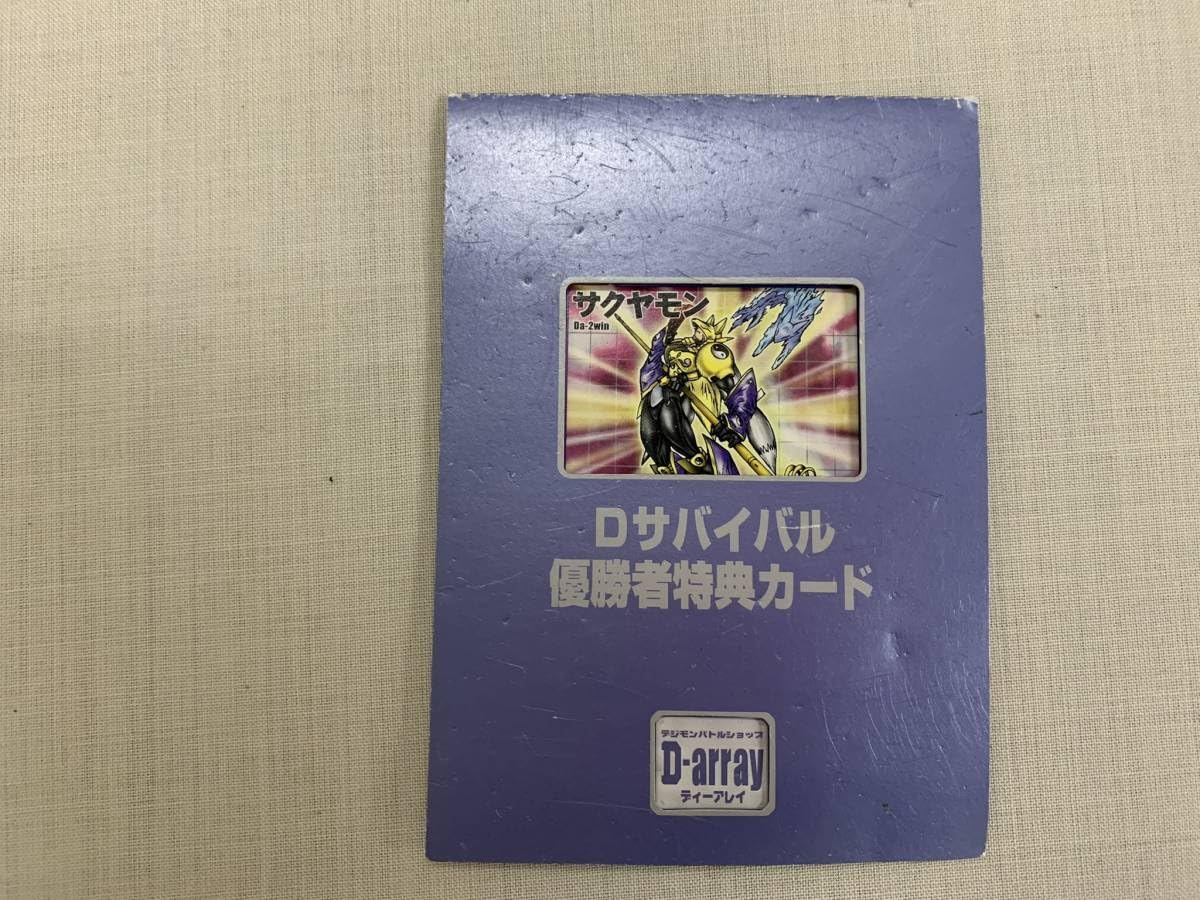 サクヤモン
Da-2win
Dサバイバル
優勝者特典カード
デジモンバトルショップ
D-array
ディーアレイ